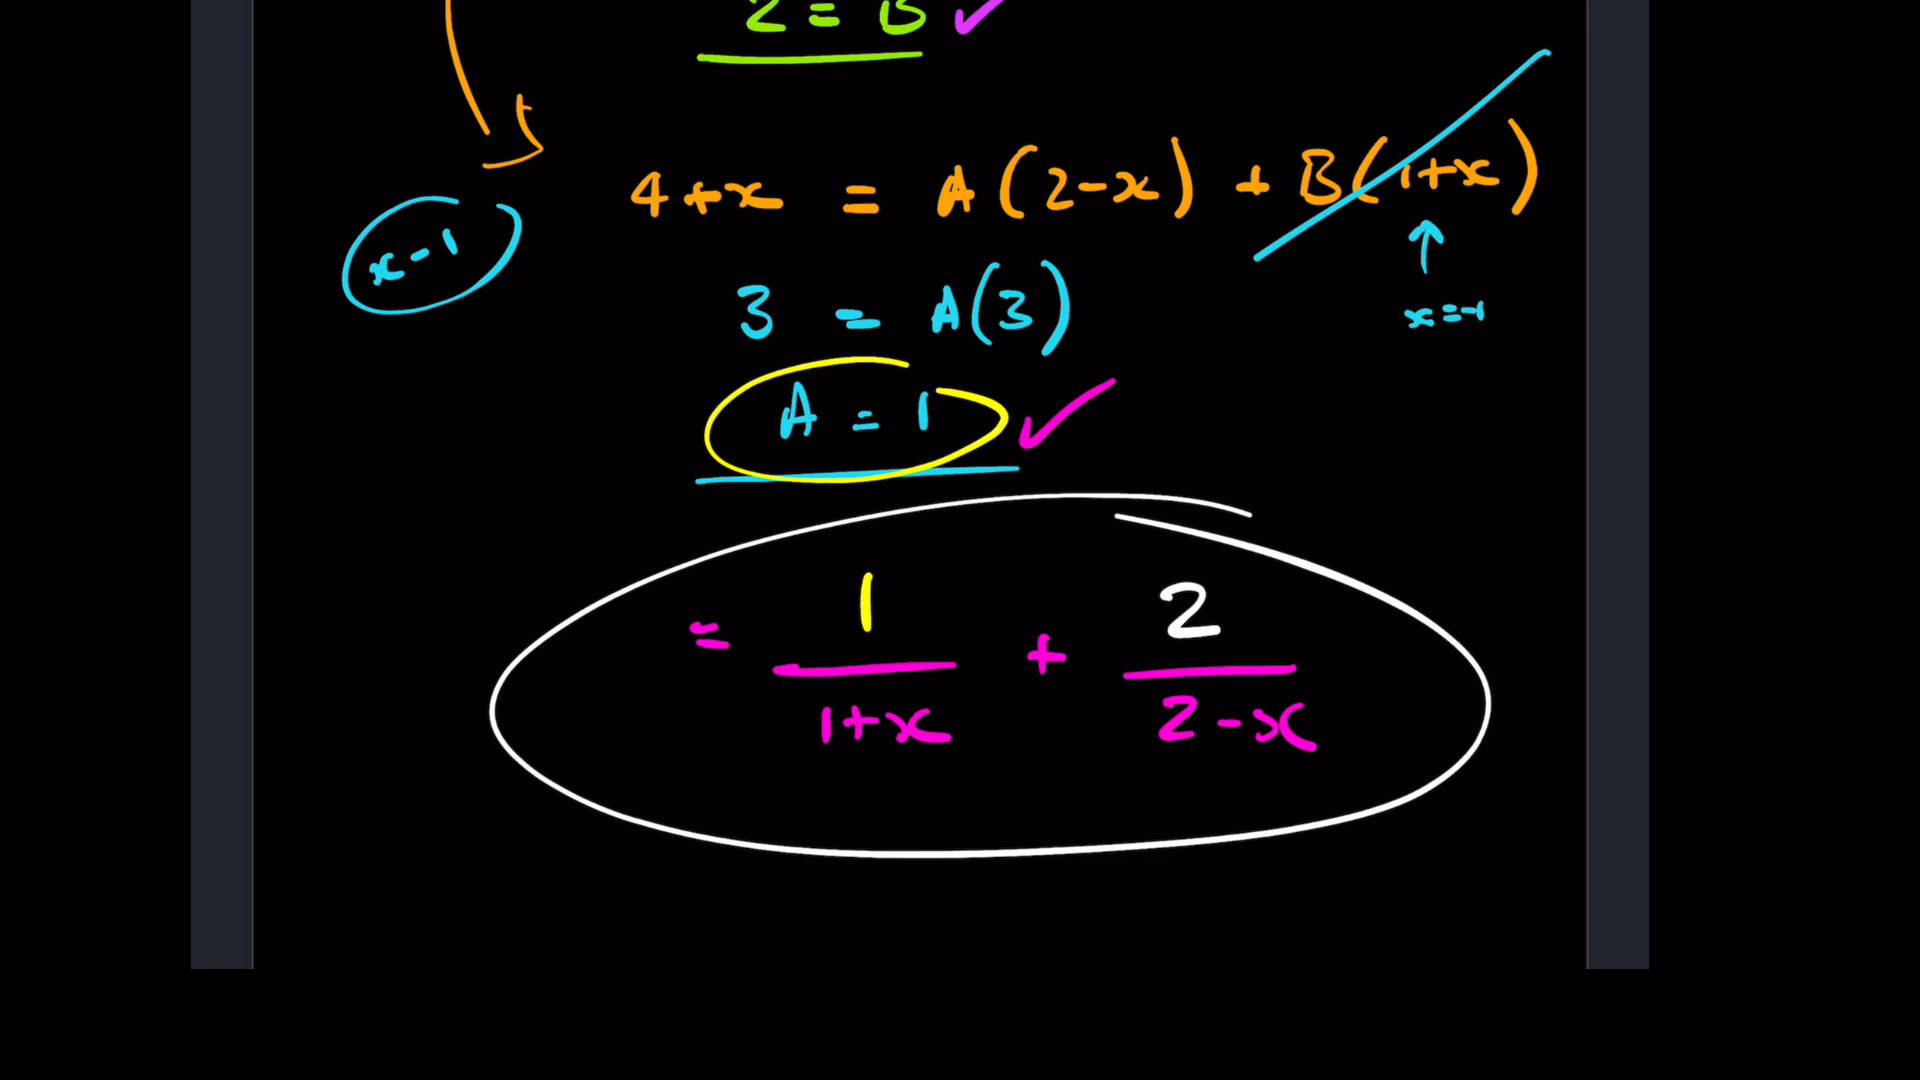 2 = B ✓
4+x = A(2-x) + B(1+x)
x-1
3 = A(3)
x=-1
A = 1 ✓
= 1/(1+x) + 2/(2-x)